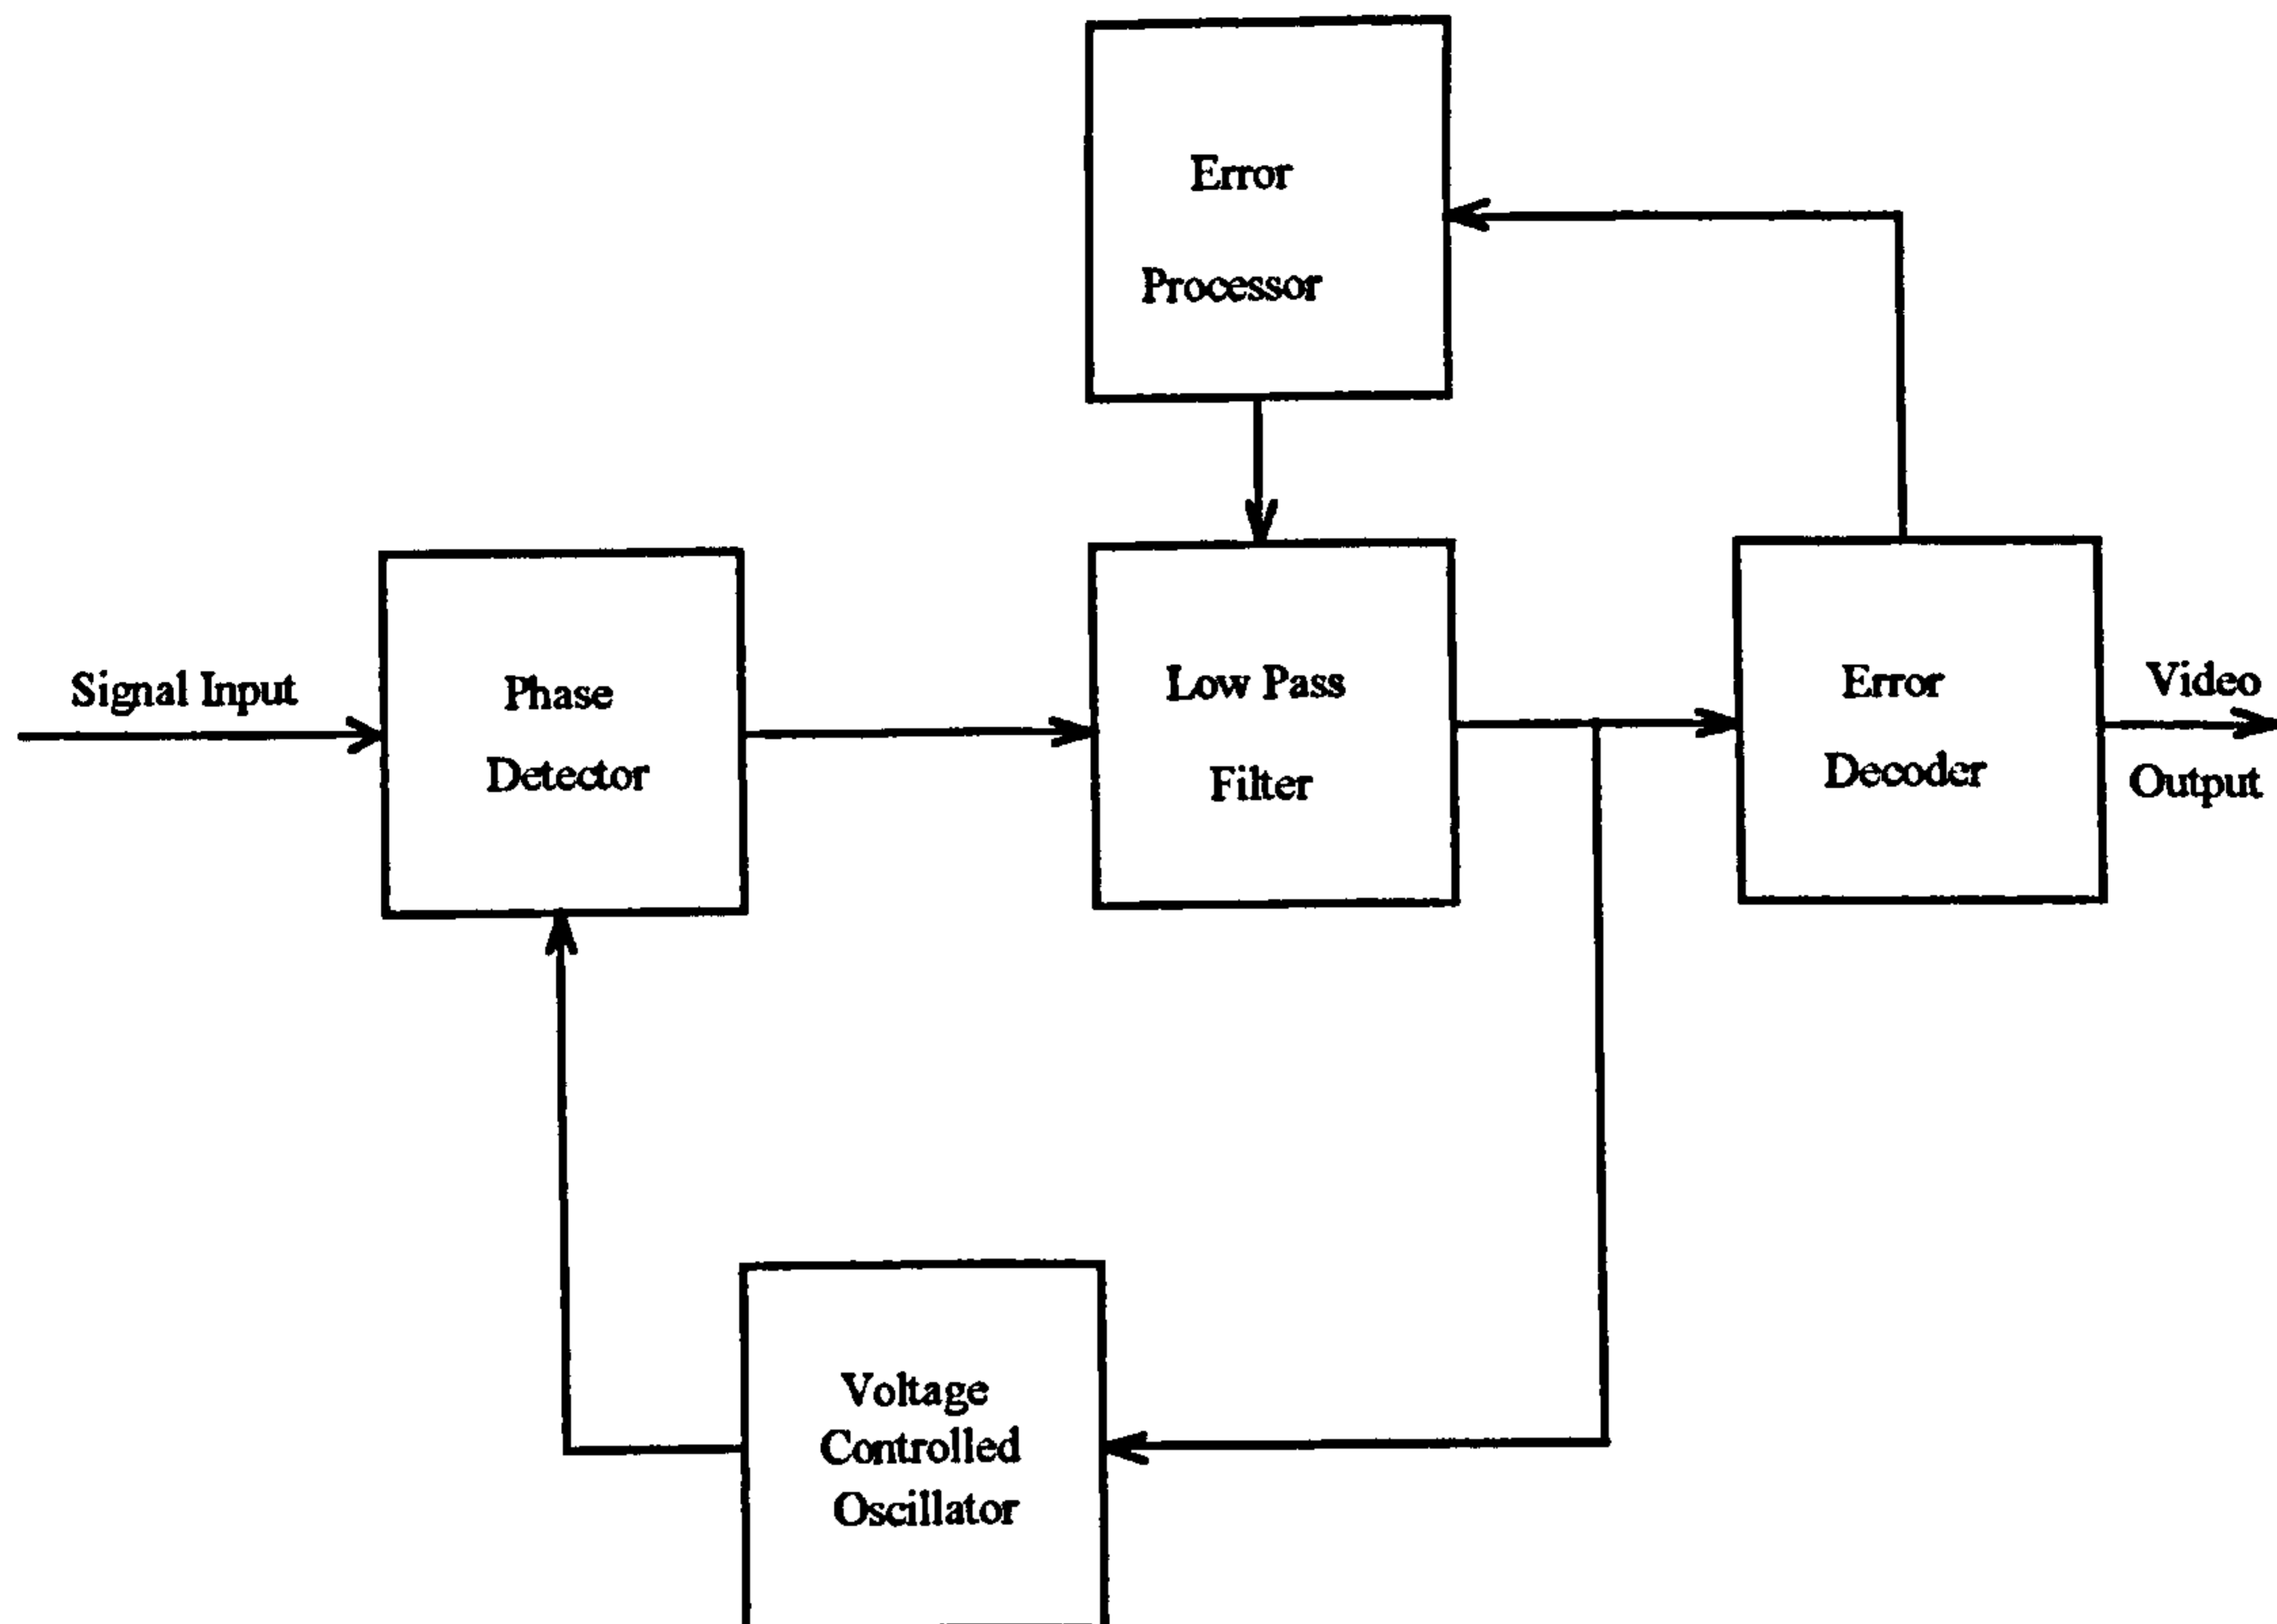 Error
Processor
Signal Input
Phase
Detector
Low Pass
Filter
Error
Decoder
Video
Output
Voltage
Controlled
Oscillator